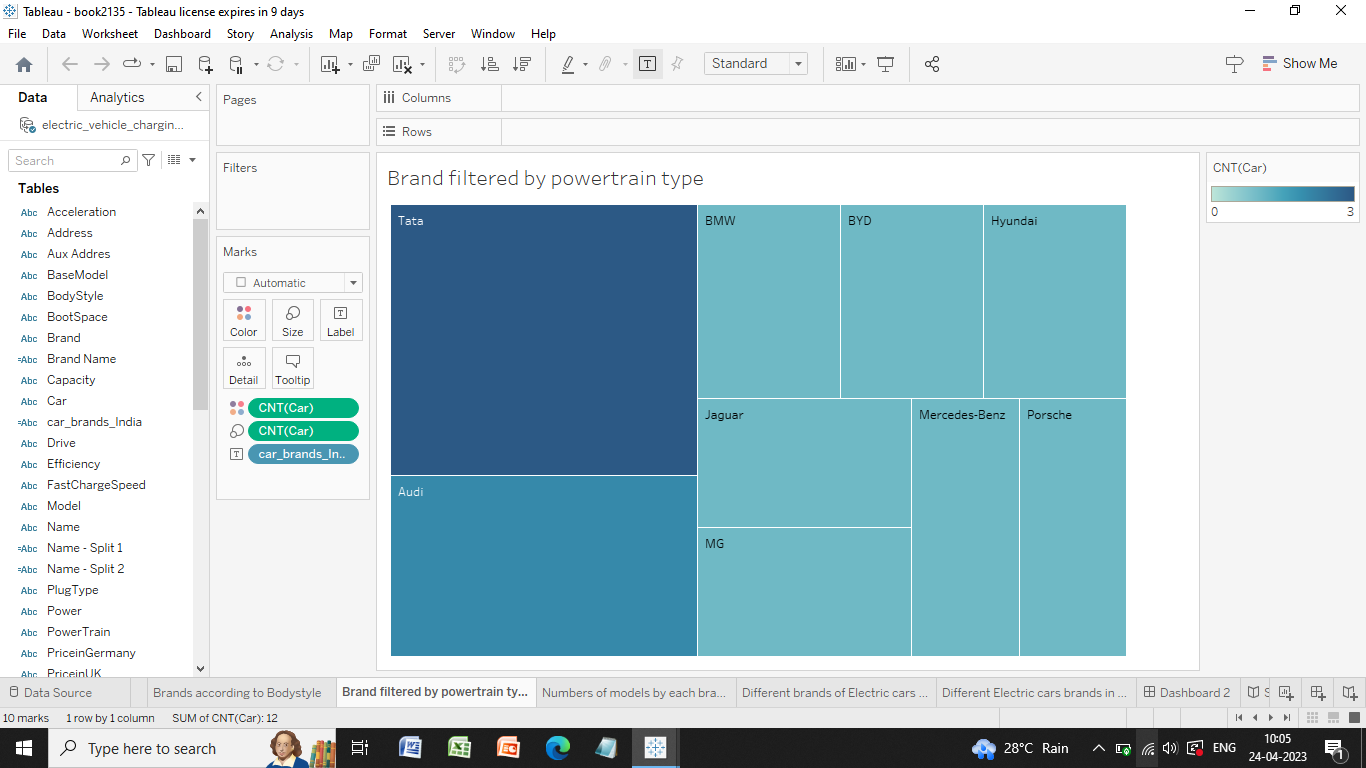 Tableau - book2135 - Tableau license expires in 9 days
File Data Worksheet Dashboard Story Analysis Map Format Server Window Help
Standard
Show Me
Data Analytics
electric_vehicle_chargin...
Search
Tables
Abc Acceleration
Abc Address
Abc Aux Addres
Abc BaseModel
Abc BodyStyle
Abc BootSpace
Abc Brand
=Abc Brand Name
Abc Capacity
Abc Car
=Abc car_brands_India
Abc Drive
Abc Efficiency
Abc FastChargeSpeed
Abc Model
Abc Name
=Abc Name - Split 1
=Abc Name - Split 2
Abc PlugType
Abc Power
Abc PowerTrain
Abc PriceinGermany
Abc PriceinUK
Pages
Filters
Marks
Automatic
Color Size Label
Detail Tooltip
CNT(Car)
CNT(Car)
car_brands_In..
Columns
Rows
Brand filtered by powertrain type
Tata
Audi
BMW
BYD
Hyundai
Jaguar
MG
Mercedes-Benz
Porsche
CNT(Car)
0 3
Data Source Brands according to Bodystyle Brand filtered by powertrain ty... Numbers of models by each bra... Different brands of Electric cars ... Different Electric cars brands in ... Dashboard 2
10 marks 1 row by 1 column SUM of CNT(Car): 12
Type here to search
28°C Rain
ENG
10:05
24-04-2023
1